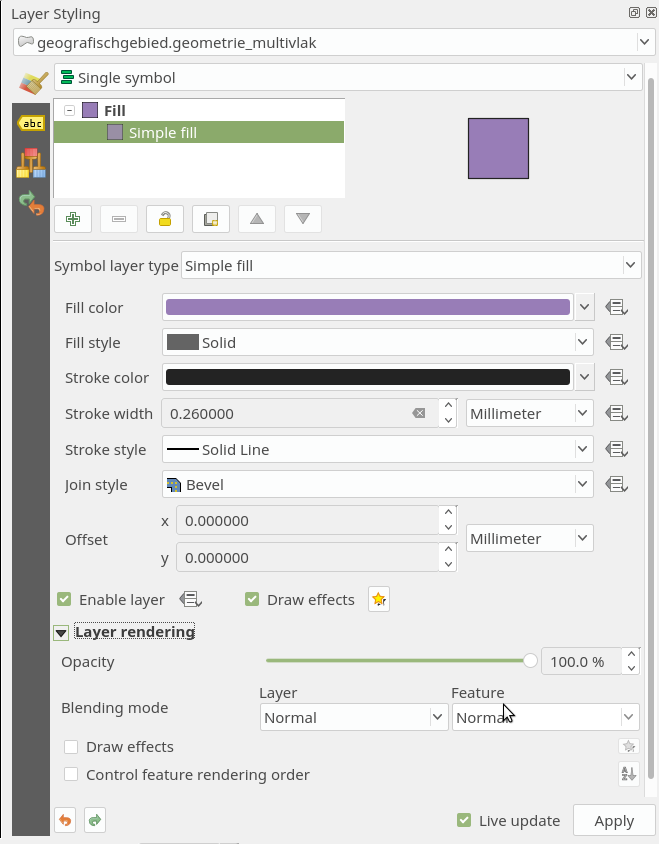 Layer Styling
geografischgebied.geometrie_multivlak
Single symbol
abc
Fill
Simple fill
Symbol layer type Simple fill
Fill color
Fill style Solid
Stroke color
Stroke width 0.260000 Millimeter
Stroke style Solid Line
Join style Bevel
x 0.000000
Offset Millimeter
y 0.000000
Enable layer Draw effects
Layer rendering
Opacity 100.0 %
Layer Feature
Blending mode
Normal Normal
Draw effects
Control feature rendering order
A
Z
Live update Apply